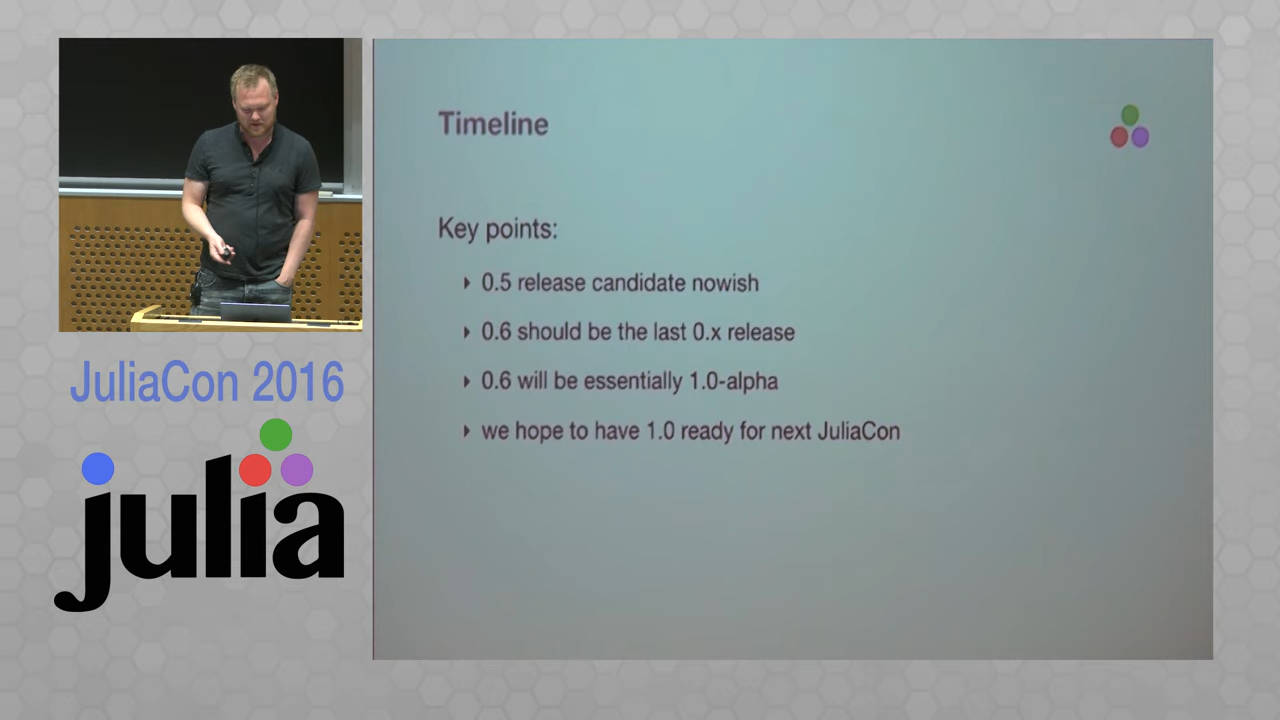 Timeline
Key points:
0.5 release candidate nowish
0.6 should be the last 0.x release
0.6 will be essentially 1.0-alpha
we hope to have 1.0 ready for next JuliaCon
JuliaCon 2016
julia